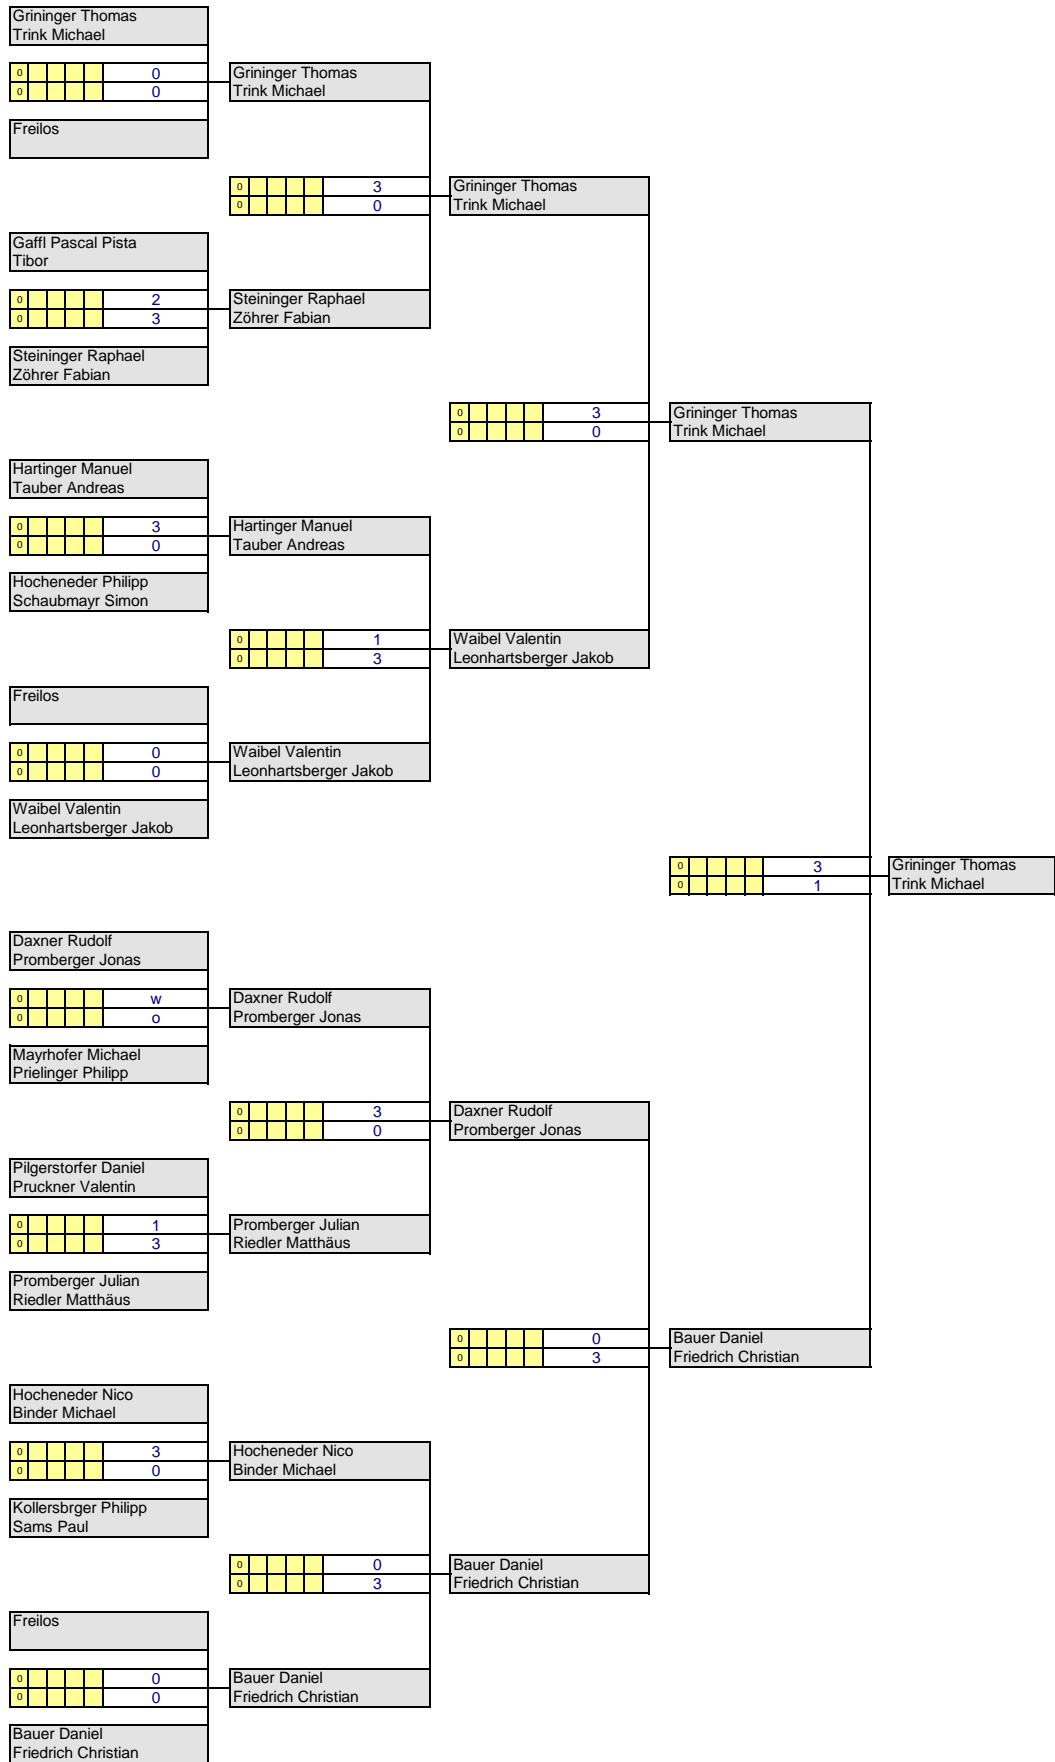 Grininger Thomas
Trink Michael
0 0
0 0
Grininger Thomas
Trink Michael
Freilos
0 3
0 0
Grininger Thomas
Trink Michael
Gaffl Pascal Pista
Tibor
0 2
0 3
Steininger Raphael
Zöhrer Fabian
Steininger Raphael
Zöhrer Fabian
0 3
0 0
Grininger Thomas
Trink Michael
Hartinger Manuel
Tauber Andreas
0 3
0 0
Hartinger Manuel
Tauber Andreas
Hocheneder Philipp
Schaubmayr Simon
0 1
0 3
Waibel Valentin
Leonhartsberger Jakob
Freilos
0 0
0 0
Waibel Valentin
Leonhartsberger Jakob
Waibel Valentin
Leonhartsberger Jakob
0 3
0 1
Grininger Thomas
Trink Michael
Daxner Rudolf
Promberger Jonas
0 w
0 o
Daxner Rudolf
Promberger Jonas
Mayrhofer Michael
Prielinger Philipp
0 3
0 0
Daxner Rudolf
Promberger Jonas
Pilgerstorfer Daniel
Pruckner Valentin
0 1
0 3
Promberger Julian
Riedler Matthäus
Promberger Julian
Riedler Matthäus
0 0
0 3
Bauer Daniel
Friedrich Christian
Hocheneder Nico
Binder Michael
0 3
0 0
Hocheneder Nico
Binder Michael
Kollersbrger Philipp
Sams Paul
0 0
0 3
Bauer Daniel
Friedrich Christian
Freilos
0 0
0 0
Bauer Daniel
Friedrich Christian
Bauer Daniel
Friedrich Christian